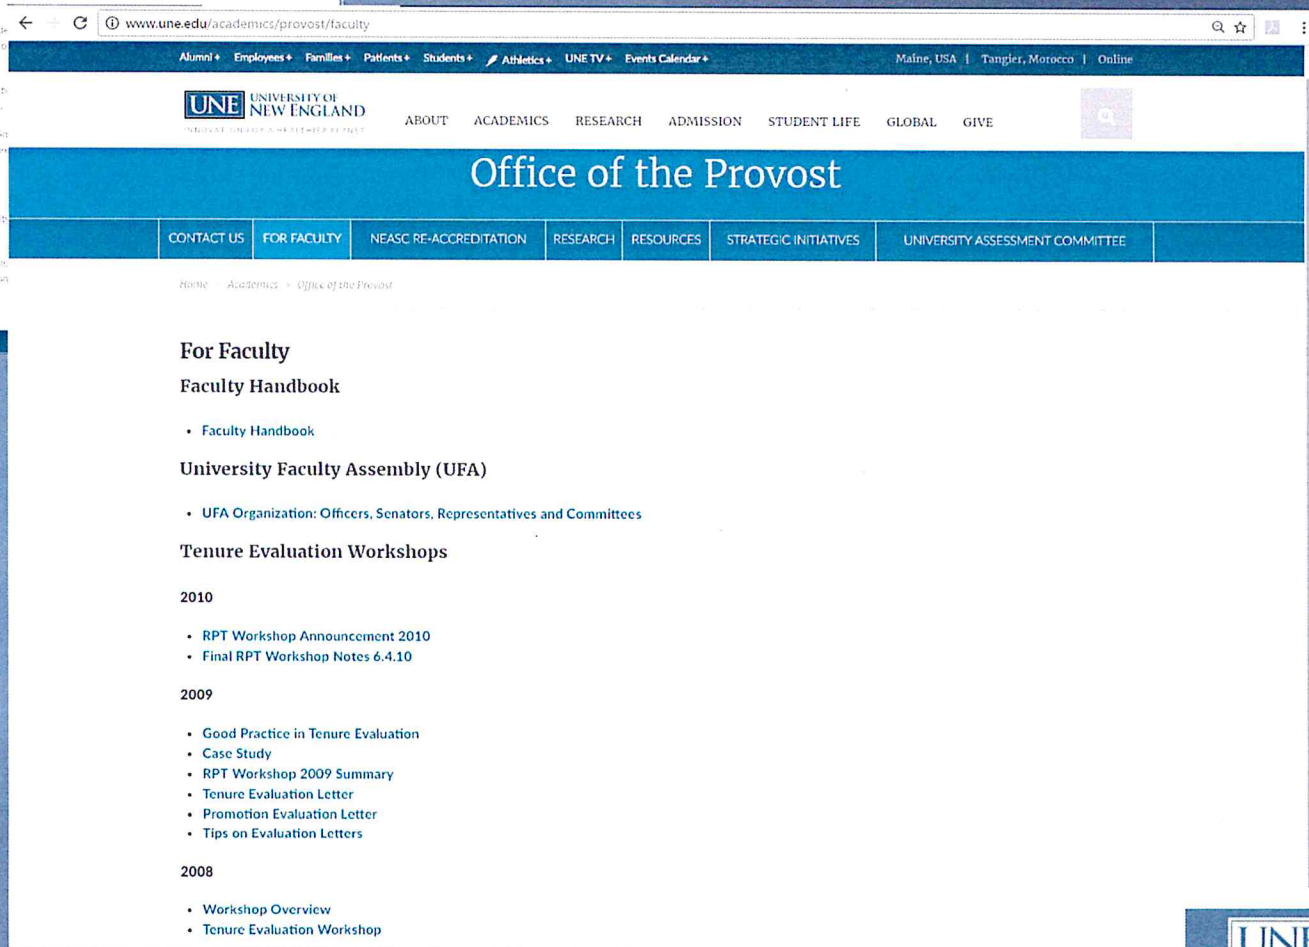 www.une.edu/academics/provost/faculty
Alumni+ Employees+ Families+ Patients+ Students+ Athletics+ UNE TV+ Events Calendar+ Maine, USA | Tangier, Morocco | Online
UNE UNIVERSITY OF NEW ENGLAND
INNOVATION FOR A HEALTHIER PLANET
ABOUT ACADEMICS RESEARCH ADMISSION STUDENT LIFE GLOBAL GIVE
Office of the Provost
CONTACT US FOR FACULTY NEASC RE-ACCREDITATION RESEARCH RESOURCES STRATEGIC INITIATIVES UNIVERSITY ASSESSMENT COMMITTEE
Home > Academics > Office of the Provost
For Faculty
Faculty Handbook
• Faculty Handbook
University Faculty Assembly (UFA)
• UFA Organization: Officers, Senators, Representatives and Committees
Tenure Evaluation Workshops
2010
• RPT Workshop Announcement 2010
• Final RPT Workshop Notes 6.4.10
2009
• Good Practice in Tenure Evaluation
• Case Study
• RPT Workshop 2009 Summary
• Tenure Evaluation Letter
• Promotion Evaluation Letter
• Tips on Evaluation Letters
2008
• Workshop Overview
• Tenure Evaluation Workshop